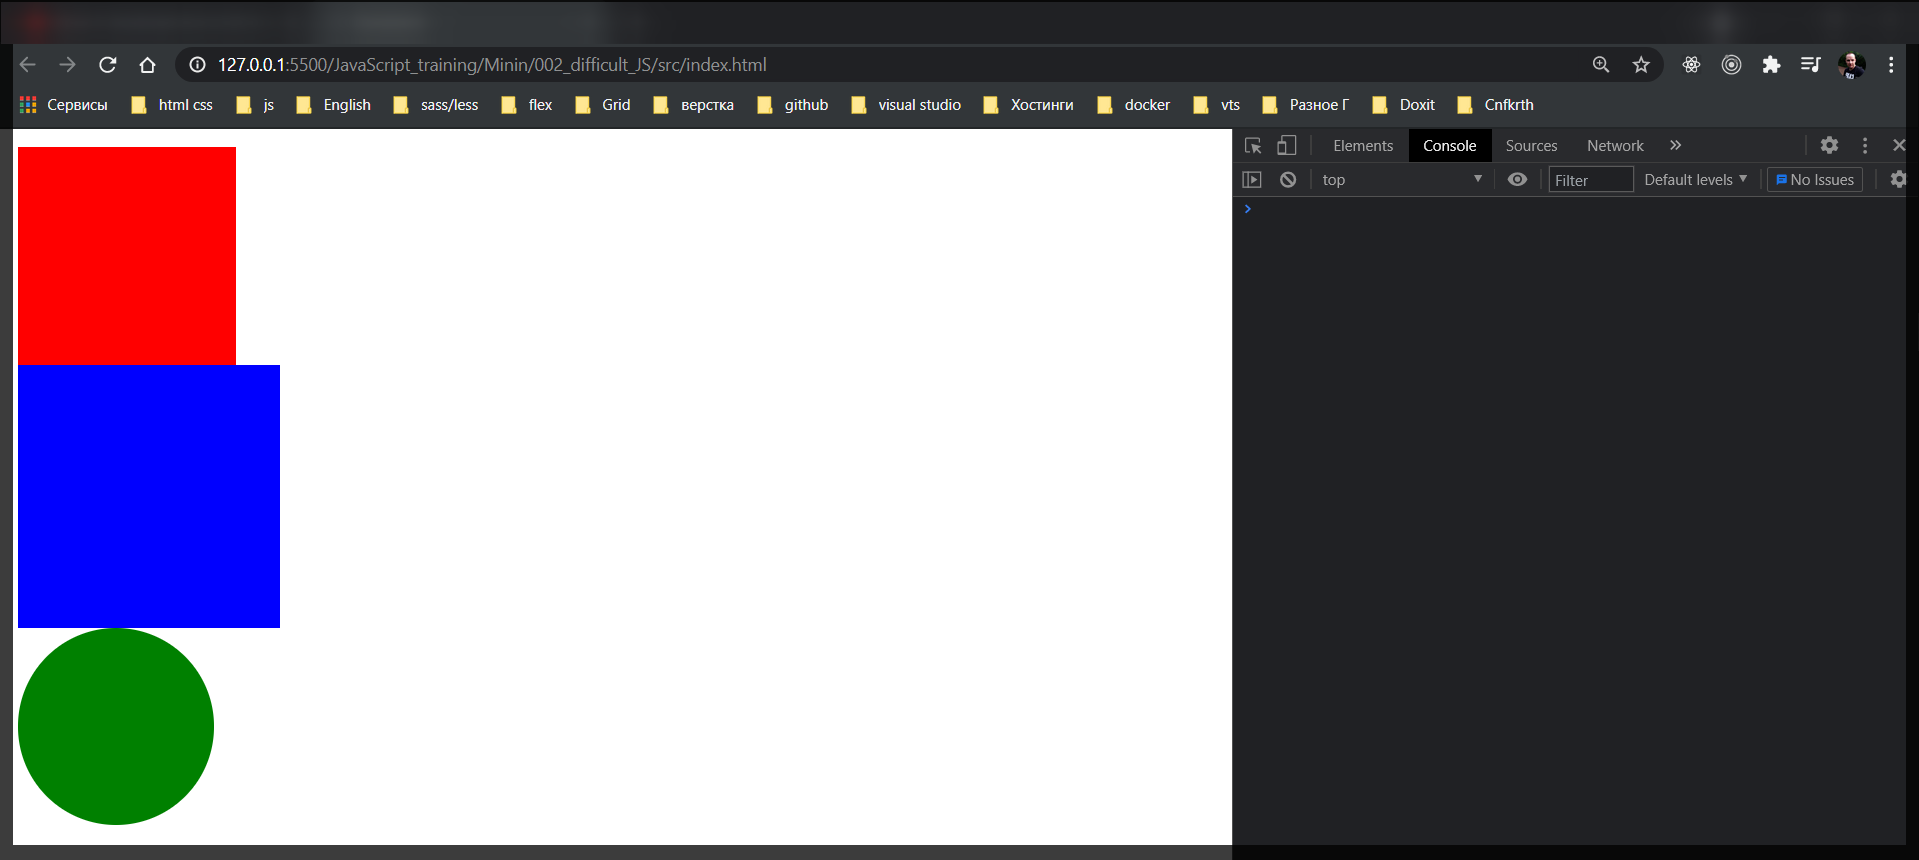 127.0.0.1:5500/JavaScript_training/Minin/002_difficult_JS/src/index.html
Сервисы html css js English sass/less flex Grid верстка github visual studio Хостинги docker vts Разное Г Doxit Cnfkrth
Elements Console Sources Network »
top Filter Default levels No Issues